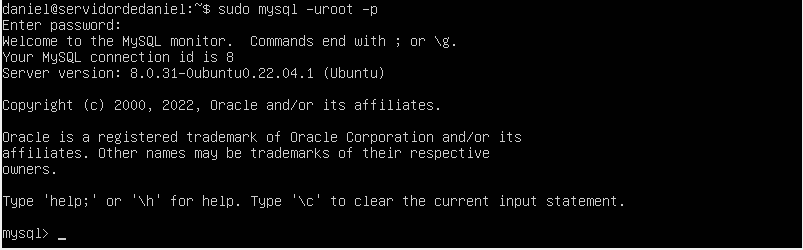 daniel@servidordedaniel:~$ sudo mysql -uroot -p
Enter password:
Welcome to the MySQL monitor.  Commands end with ; or \g.
Your MySQL connection id is 8
Server version: 8.0.31-0ubuntu0.22.04.1 (Ubuntu)

Copyright (c) 2000, 2022, Oracle and/or its affiliates.

Oracle is a registered trademark of Oracle Corporation and/or its
affiliates. Other names may be trademarks of their respective
owners.

Type 'help;' or '\h' for help. Type '\c' to clear the current input statement.

mysql> _